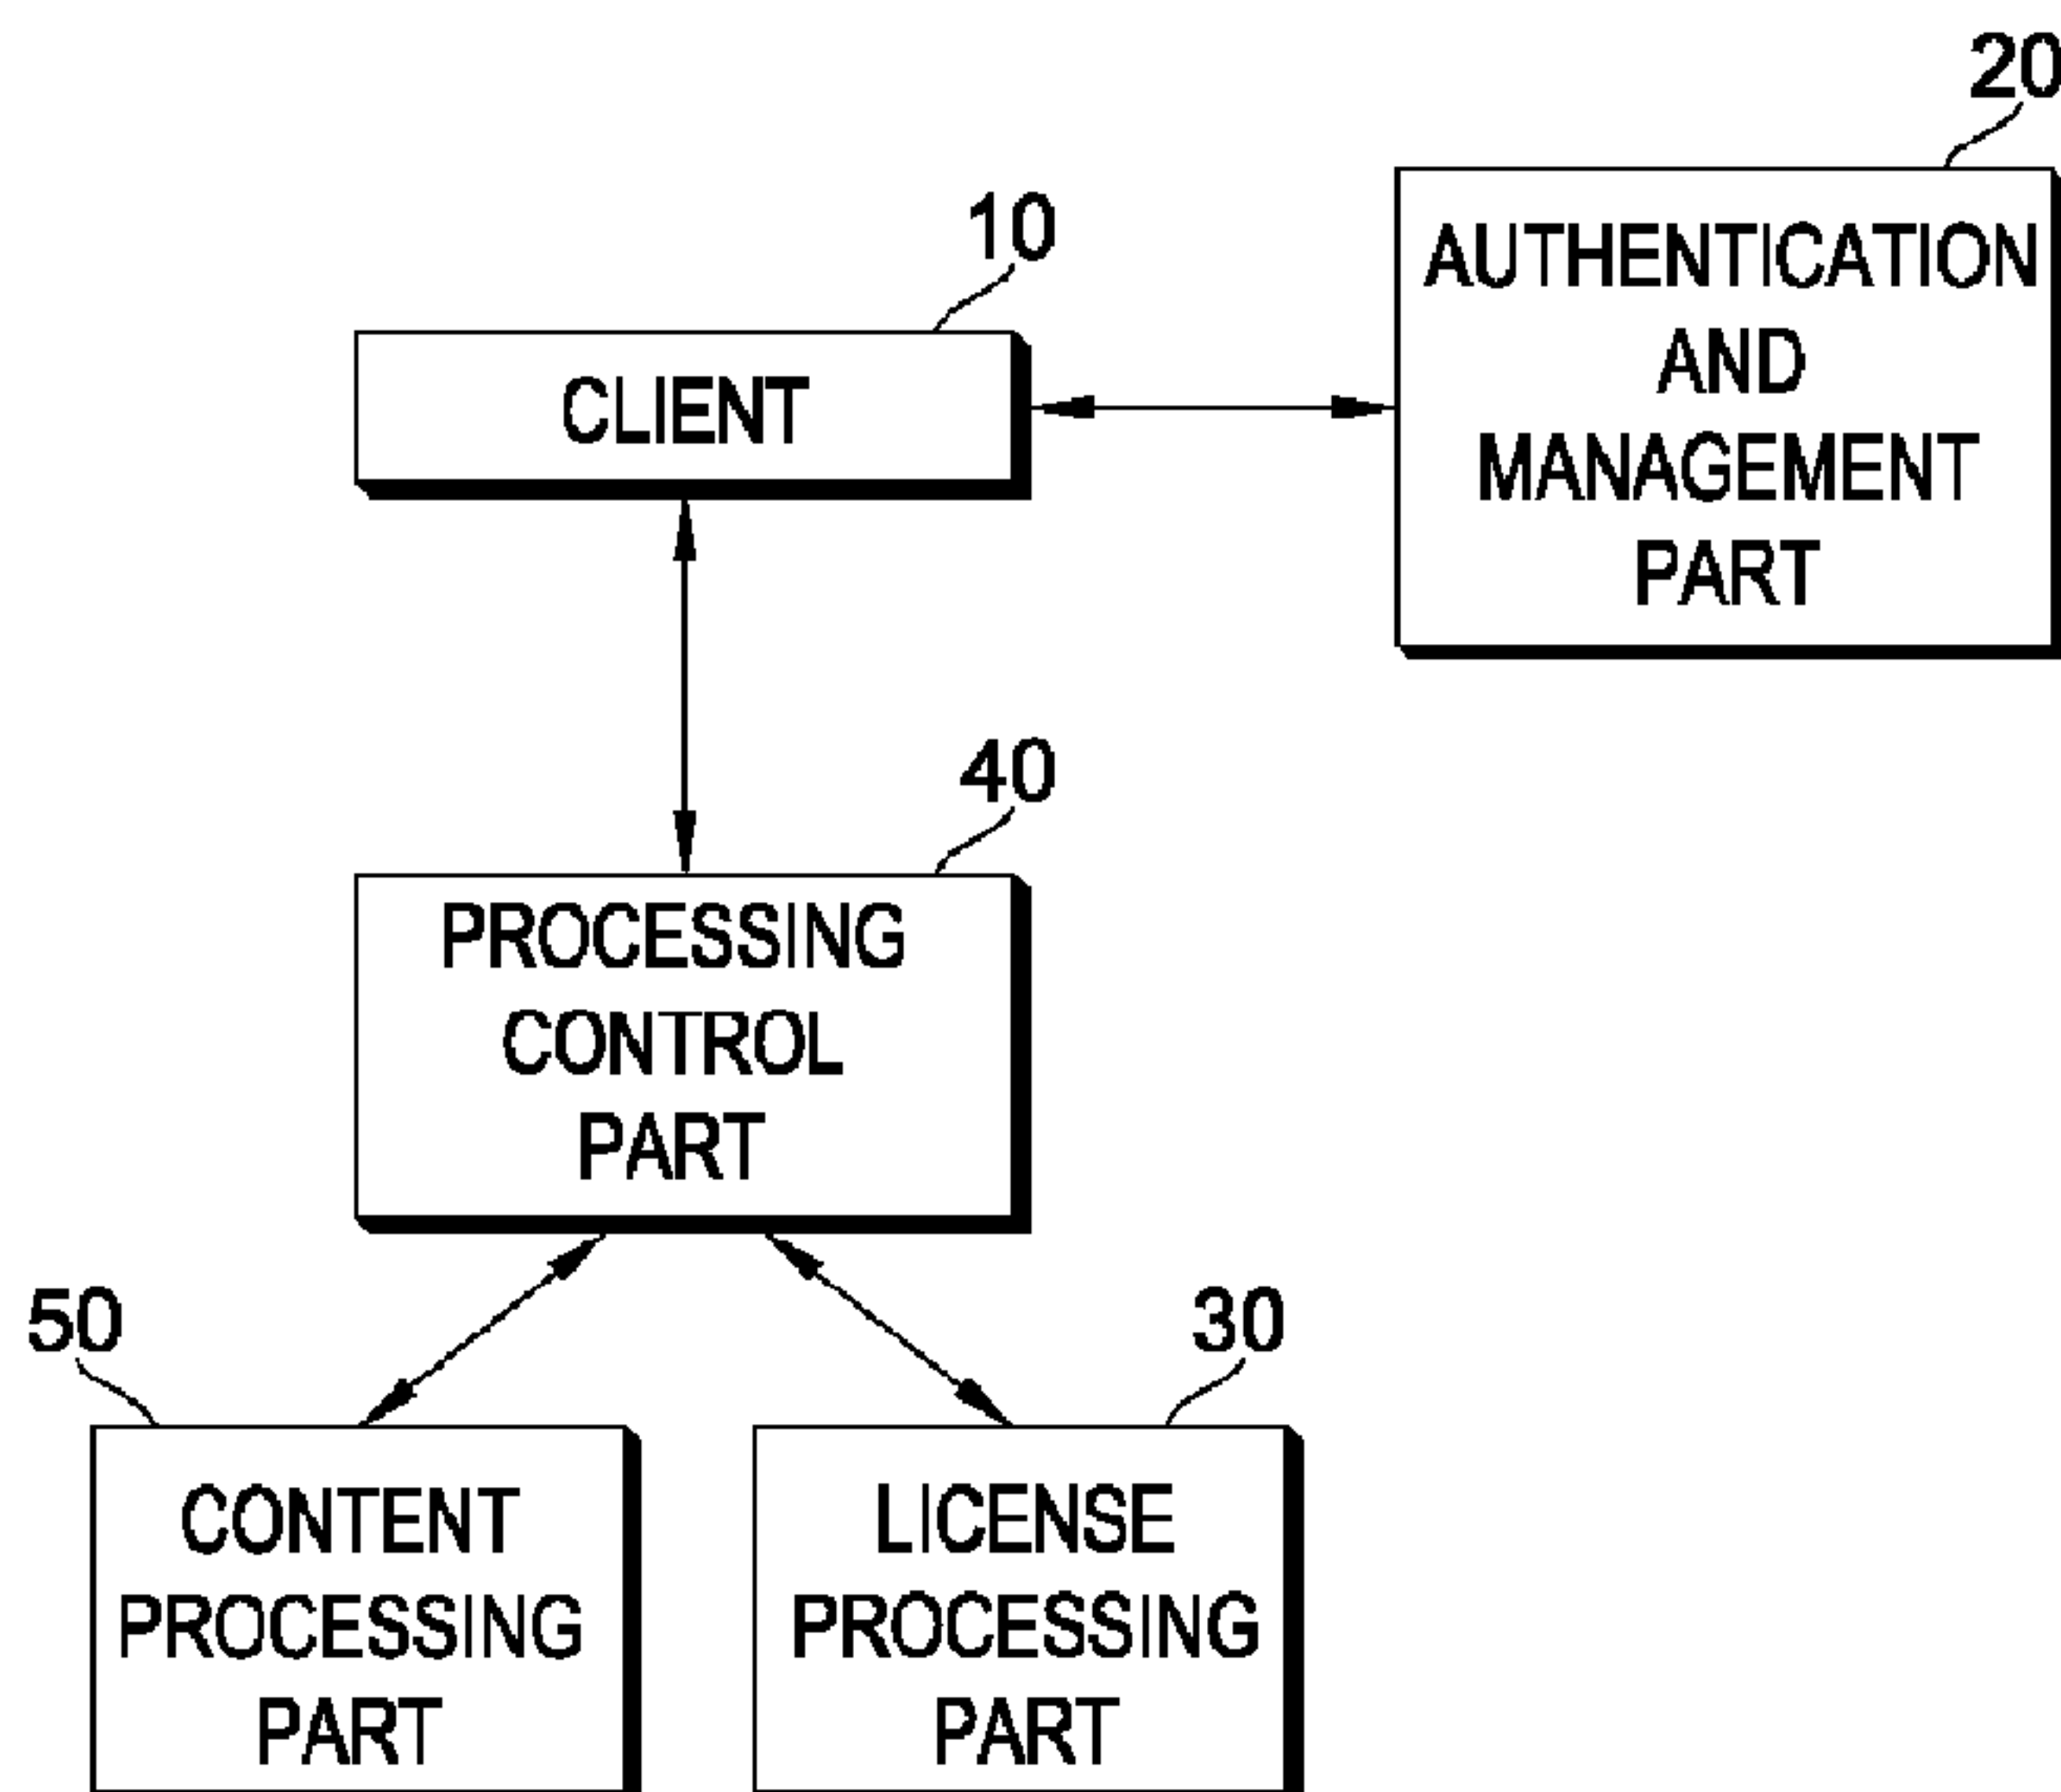 20
AUTHENTICATION
AND
MANAGEMENT
PART
10
CLIENT
40
PROCESSING
CONTROL
PART
50
CONTENT
PROCESSING
PART
30
LICENSE
PROCESSING
PART